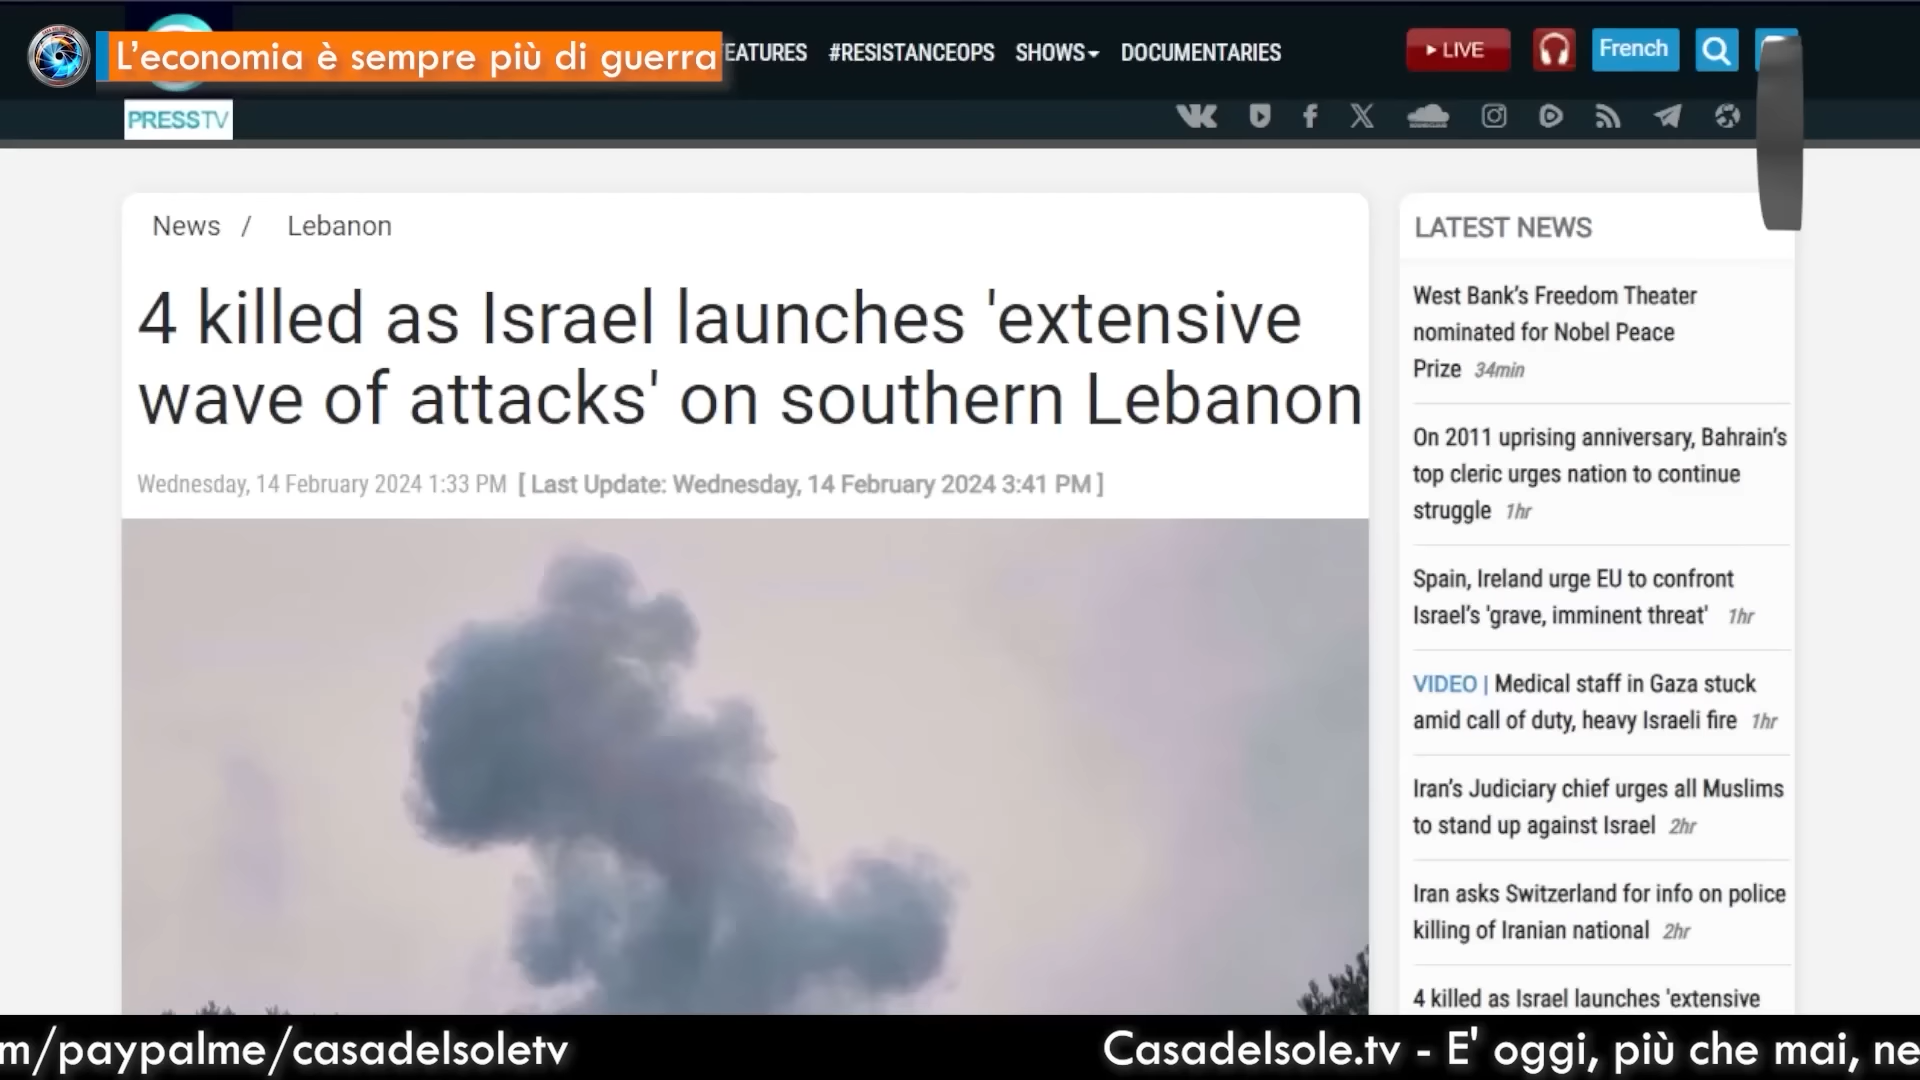 L'economia è sempre più di guerra
EATURES #RESISTANCEOPS SHOWS DOCUMENTARIES
LIVE
French
PRESSTV
News / Lebanon
4 killed as Israel launches 'extensive
wave of attacks' on southern Lebanon
Wednesday, 14 February 2024 1:33 PM [ Last Update: Wednesday, 14 February 2024 3:41 PM ]
LATEST NEWS
West Bank's Freedom Theater
nominated for Nobel Peace
Prize 34min
On 2011 uprising anniversary, Bahrain's
top cleric urges nation to continue
struggle 1hr
Spain, Ireland urge EU to confront
Israel's 'grave, imminent threat' 1hr
VIDEO | Medical staff in Gaza stuck
amid call of duty, heavy Israeli fire 1hr
Iran's Judiciary chief urges all Muslims
to stand up against Israel 2hr
Iran asks Switzerland for info on police
killing of Iranian national 2hr
4 killed as Israel launches 'extensive
m/paypalme/casadelsoletv Casadelsole.tv - E' oggi, più che mai, ne